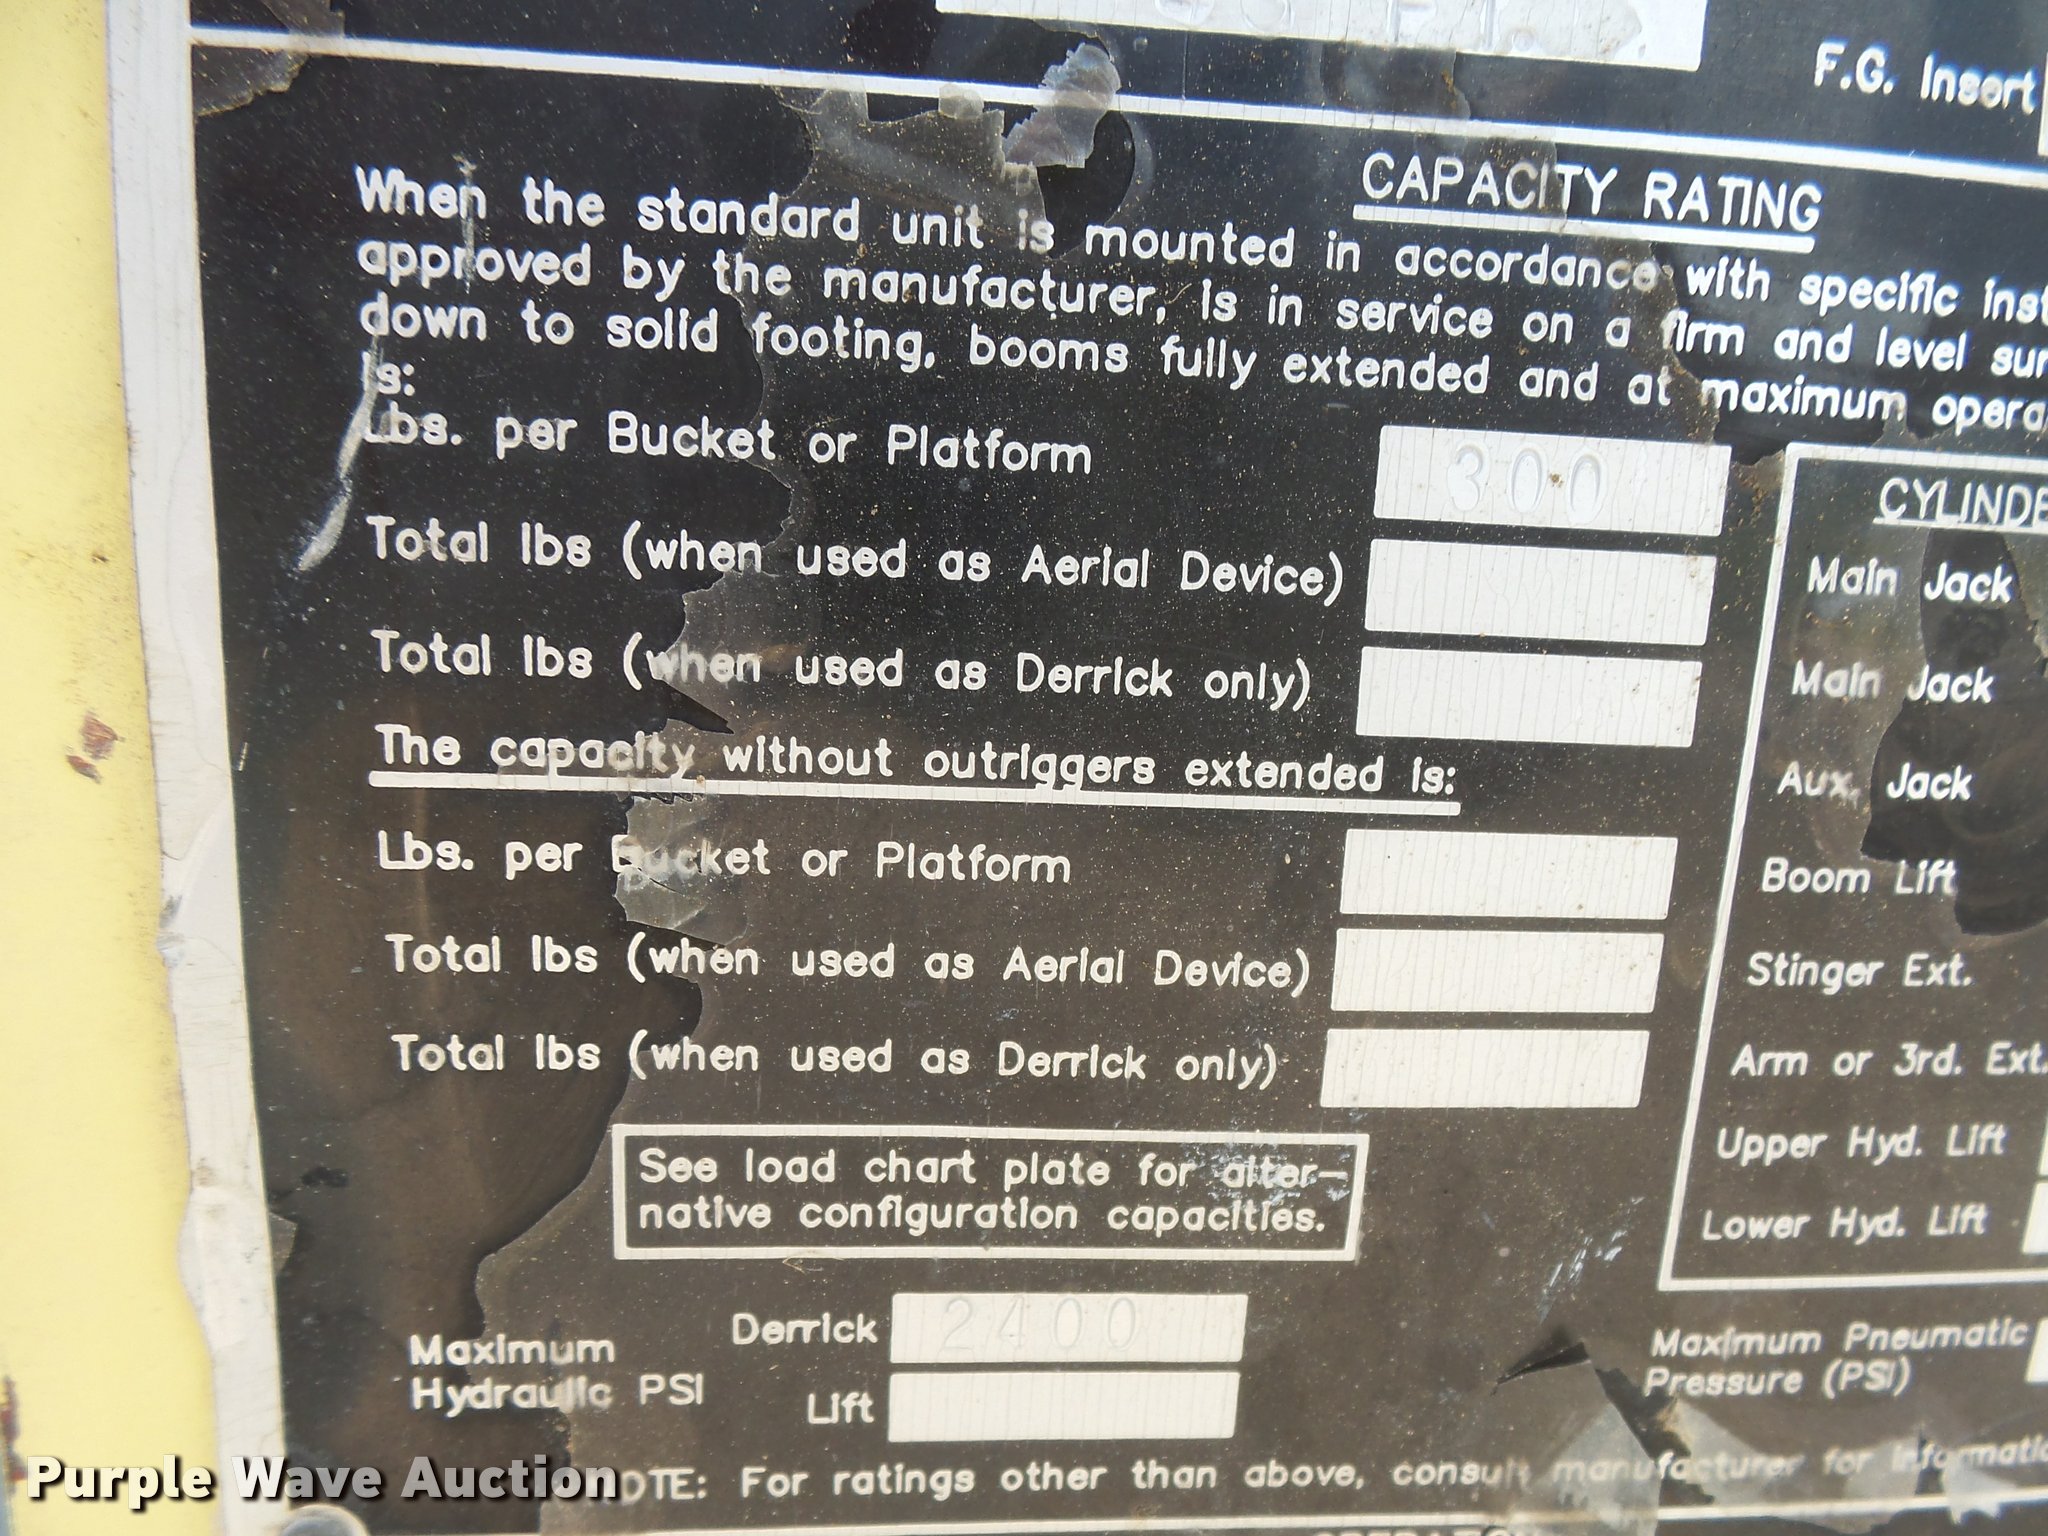 F.G. Insert
CAPACITY RATING
When the standard unit is mounted in accordance with specific inst
approved by the manufacturer, is in service on a firm and level sur
down to solid footing, booms fully extended and at maximum opera
is:
Lbs. per Bucket or Platform 300
Total lbs (when used as Aerial Device)
Total lbs (when used as Derrick only)
The capacity without outriggers extended is:
Lbs. per Bucket or Platform
Total lbs (when used as Aerial Device)
Total lbs (when used as Derrick only)
See load chart plate for alter-
native configuration capacities.
Maximum
Hydraulic PSI
Derrick 2400
Lift
CYLINDE
Main Jack
Main Jack
Aux. Jack
Boom Lift
Stinger Ext.
Arm or 3rd. Ext.
Upper Hyd. Lift
Lower Hyd. Lift
Maximum Pneumatic
Pressure (PSI)
NOTE: For ratings other than above, consult manufacturer for informatio
Purple Wave Auction